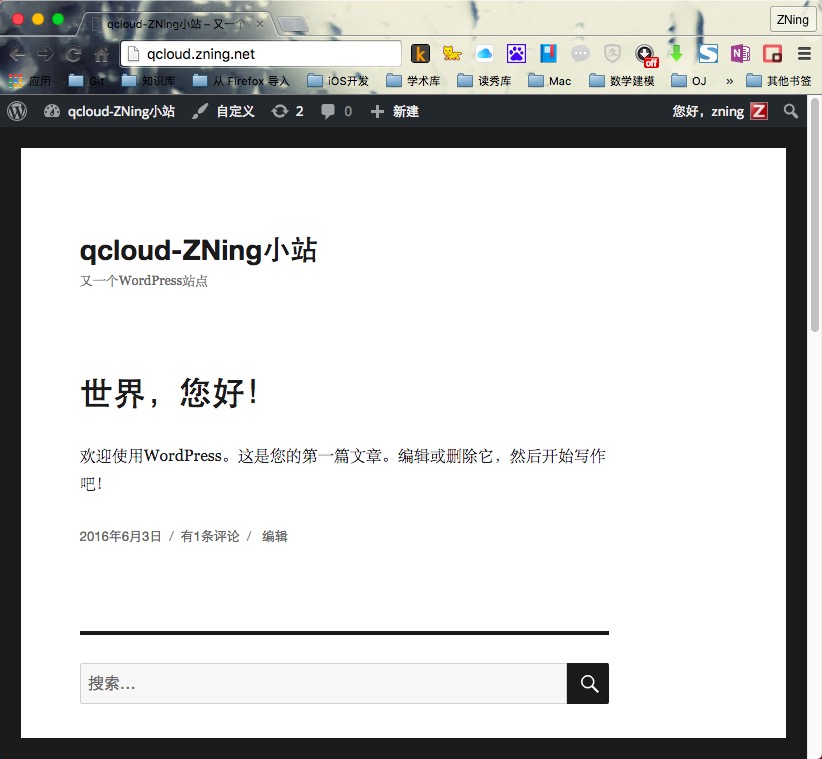 ZNing
qcloud-ZNing小站 – 又一个
qcloud.zning.net
应用 Git 知识库 从 Firefox 导入 iOS开发 学术库 读秀库 Mac 数学建模 OJ » 其他书签
qcloud-ZNing小站 自定义 2 0 新建 您好，zning
qcloud-ZNing小站
又一个WordPress站点
世界，您好！
欢迎使用WordPress。这是您的第一篇文章。编辑或删除它，然后开始写作
吧！
2016年6月3日 / 有1条评论 / 编辑
搜索…